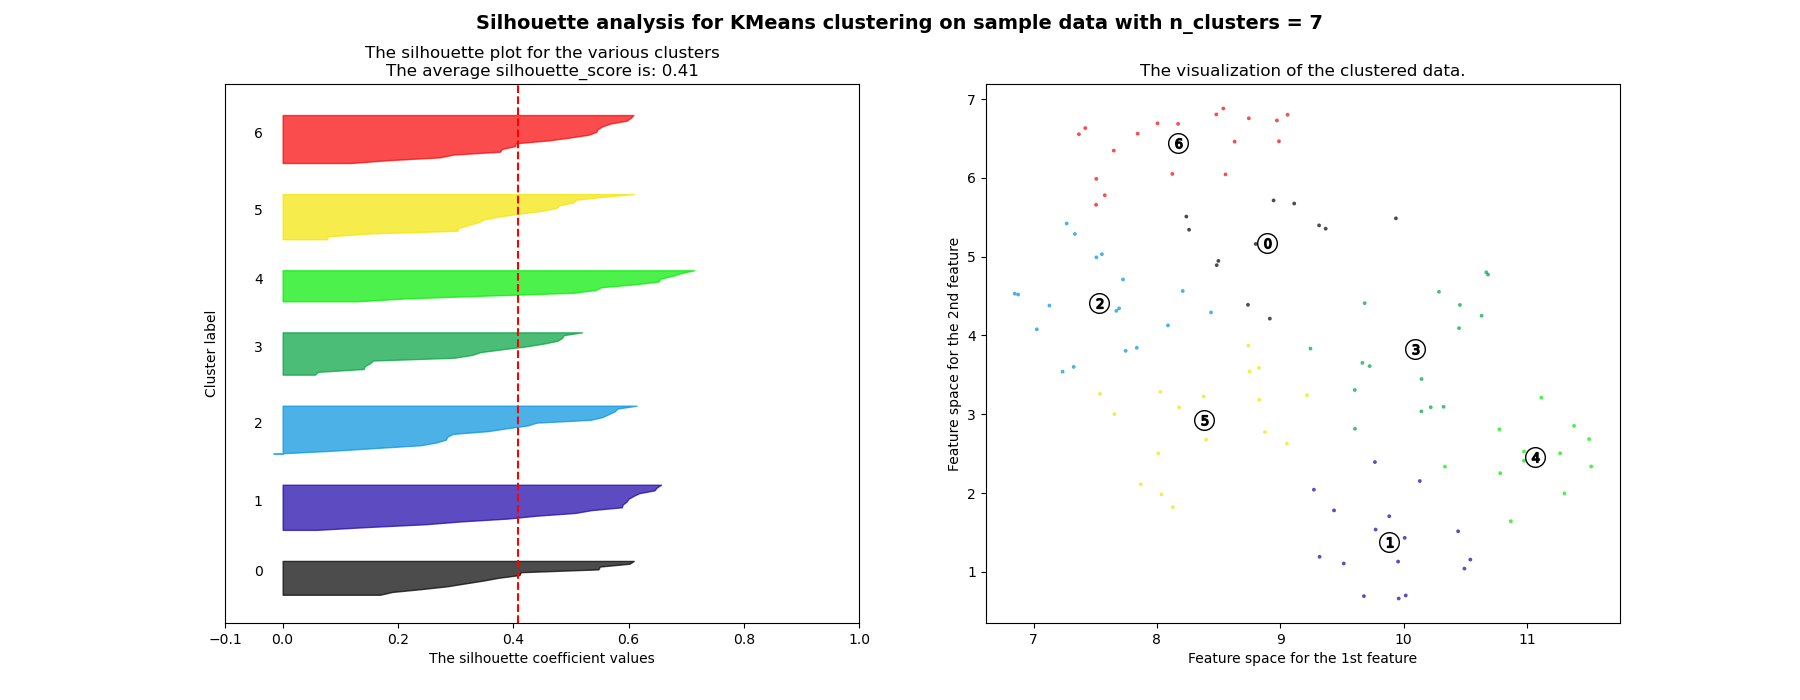 Silhouette analysis for KMeans clustering on sample data with n_clusters = 7
The silhouette plot for the various clusters
The average silhouette_score is: 0.41
Cluster label
6
5
4
3
2
1
0
−0.1 0.0 0.2 0.4 0.6 0.8 1.0
The silhouette coefficient values
The visualization of the clustered data.
Feature space for the 2nd feature
7
6
5
4
3
2
1
6
0
2
3
5
4
1
7 8 9 10 11
Feature space for the 1st feature